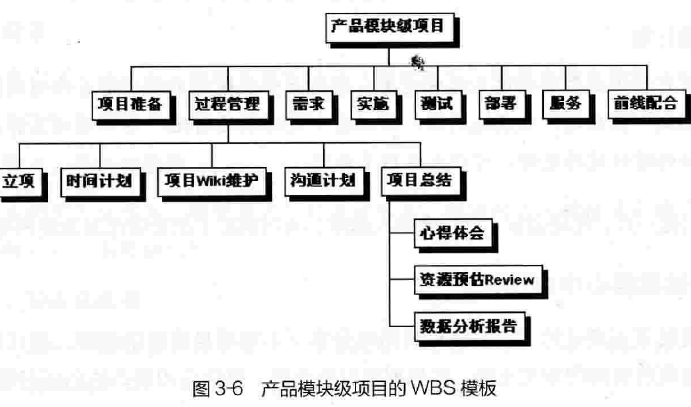 产品模块级项目
项目准备 过程管理 需求 实施 测试 部署 服务 前线配合
立项 时间计划 项目Wiki维护 沟通计划 项目总结
心得体会
资源预估Review
数据分析报告
图 3-6 产品模块级项目的 WBS 模板